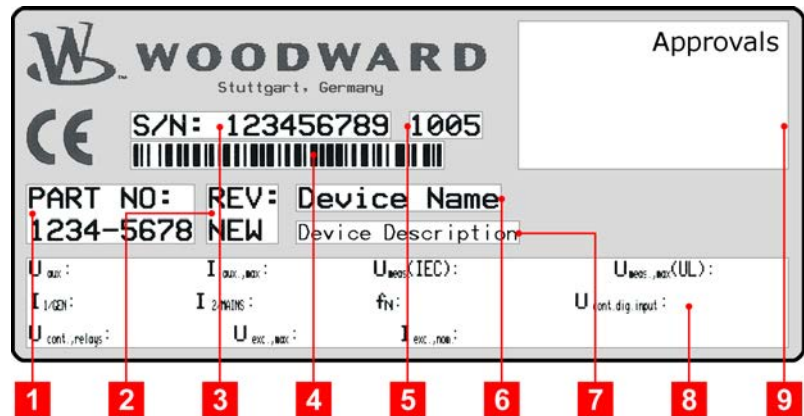 Approvals
W
™
WOODWARD
Stuttgart, Germany
CE
S/N: 123456789 1005
PART NO: REV: Device Name
1234-5678 NEW Device Description
U aux : I aux.,max : U meas (IEC): U meas.,max (UL):
I 1/GEN : I 2/MAINS : fN : U cont.dig.input :
U cont.,relays : U exc.,max : I exc.,nom.:
1 2 3 4 5 6 7 8 9